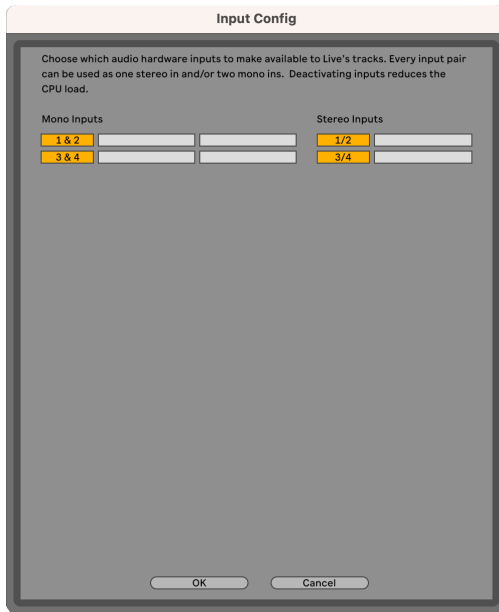 Input Config
Choose which audio hardware inputs to make available to Live's tracks. Every input pair
can be used as one stereo in and/or two mono ins.  Deactivating inputs reduces the
CPU load.
Mono Inputs Stereo Inputs
1 & 2 1/2
3 & 4 3/4
OK Cancel